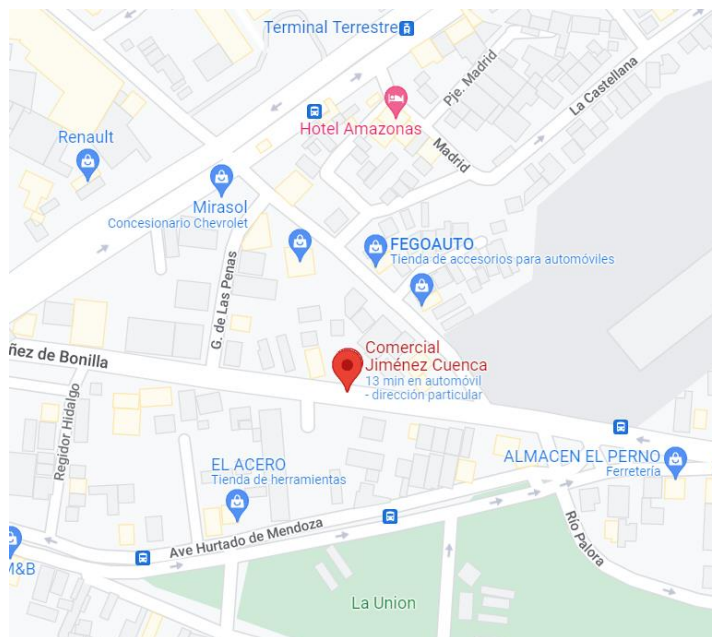 Terminal Terrestre
Pje. Madrid
La Castellana
Hotel Amazonas
Renault
Madrid
Mirasol
Concesionario Chevrolet
FEGOAUTO
Tienda de accesorios para automóviles
G. de Las Penas
ñez de Bonilla
Comercial
Jiménez Cuenca
13 min en automóvil
- dirección particular
Regidor Hidalgo
EL ACERO
Tienda de herramientas
ALMACEN EL PERNO
Ferretería
Ave Hurtado de Mendoza
Río Palora
M&B
La Union